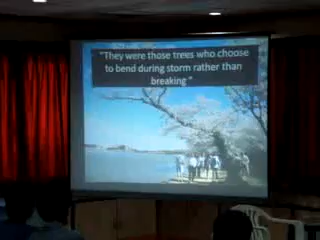 "They were those trees who choose
to bend during storm rather than
breaking "